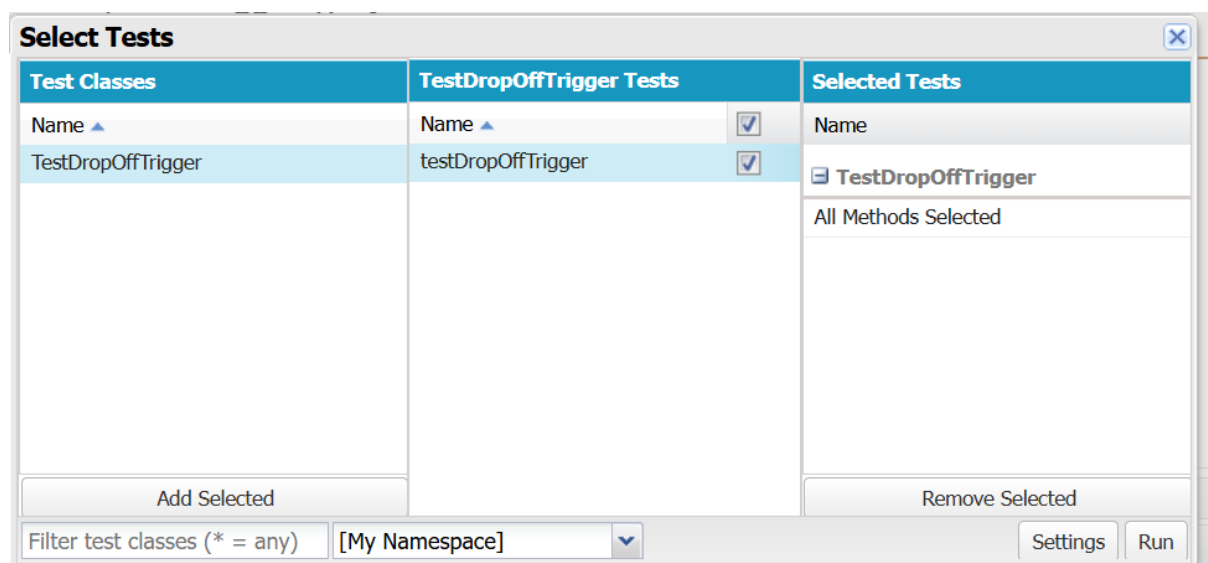 Select Tests
Test Classes
TestDropOffTrigger Tests
Selected Tests
Name
Name
Name
TestDropOffTrigger
testDropOffTrigger
TestDropOffTrigger
All Methods Selected
Add Selected
Remove Selected
Filter test classes (* = any)
[My Namespace]
Settings
Run